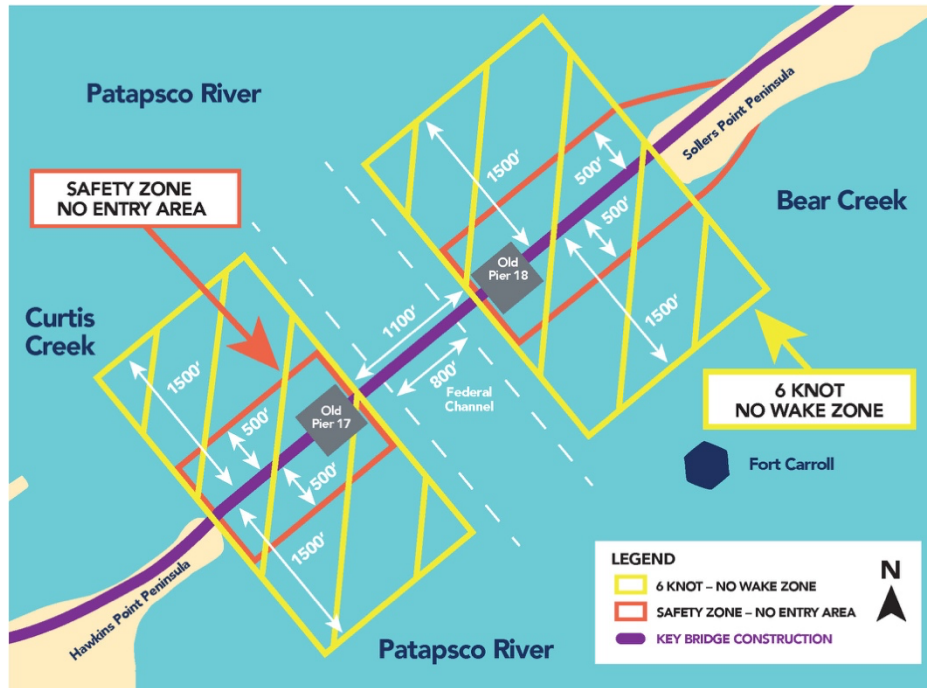 Patapsco River
Sollers Point Peninsula
SAFETY ZONE
NO ENTRY AREA
1500'
500'
500'
Bear Creek
Old
Pier 18
1500'
Curtis
Creek
1100'
800'
Federal
Channel
1500'
500'
Old
Pier 17
500'
1500'
6 KNOT
NO WAKE ZONE
Fort Carroll
Hawkins Point Peninsula
Patapsco River
LEGEND
6 KNOT – NO WAKE ZONE
SAFETY ZONE – NO ENTRY AREA
KEY BRIDGE CONSTRUCTION
N